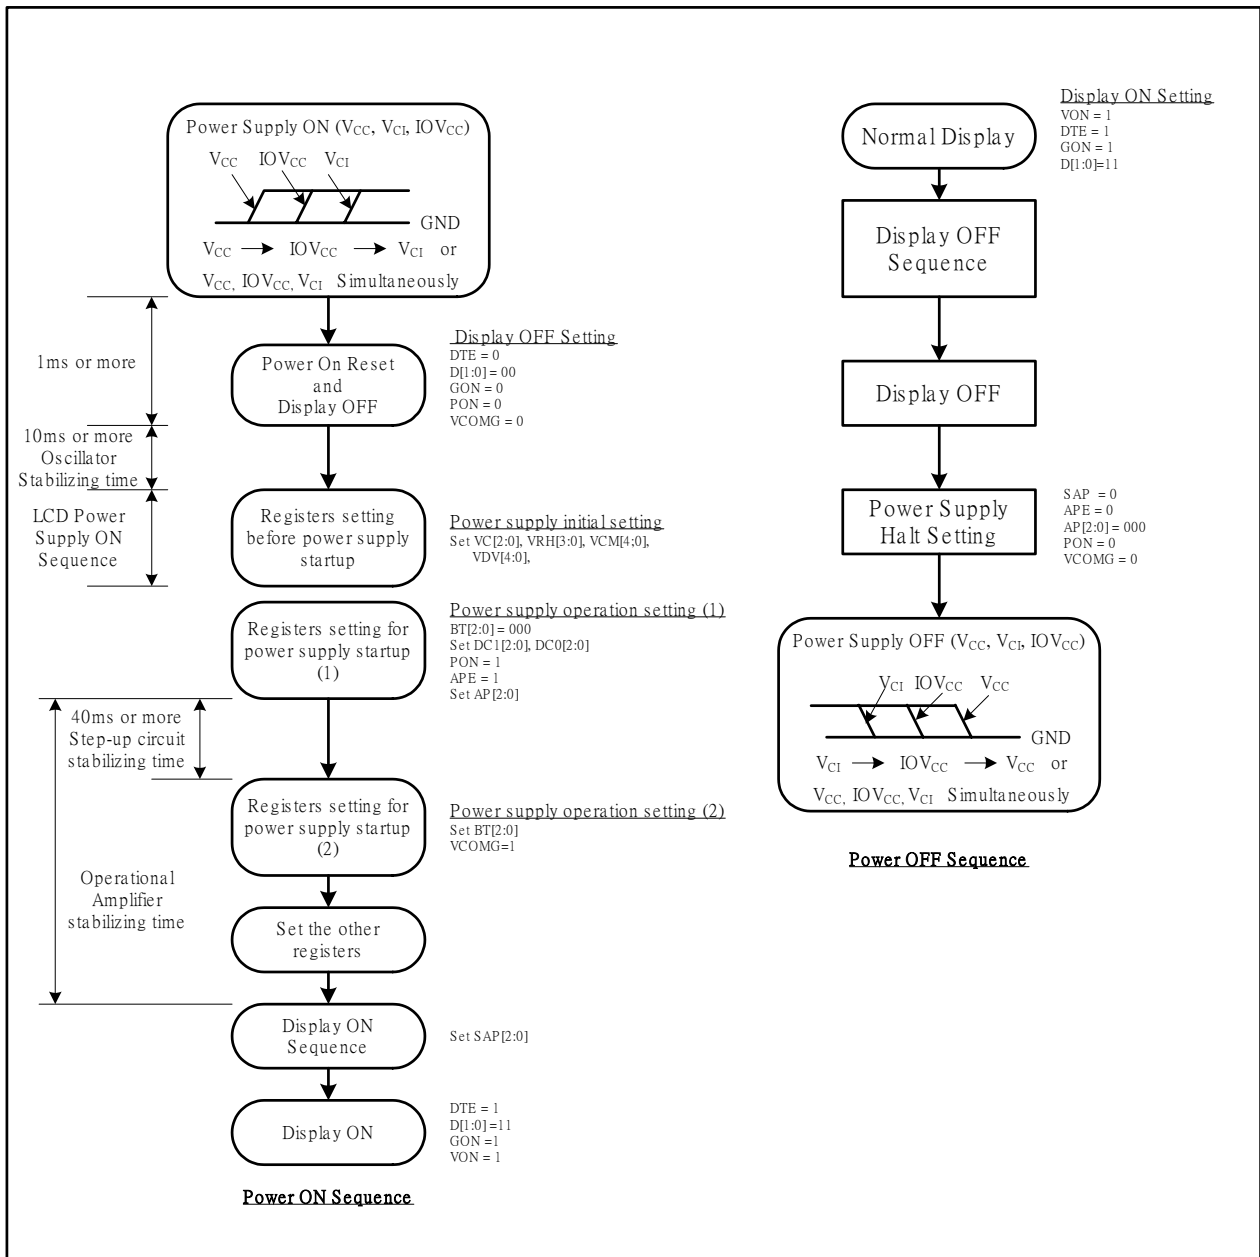 Power Supply ON (VCC, VCI, IOVCC)
VCC IOVCC VCI
GND
VCC IOVCC VCI or
VCC, IOVCC, VCI Simultaneously
1ms or more
Power On Reset
and
Display OFF
Display OFF Setting
DTE = 0
D[1:0] = 00
GON = 0
PON = 0
VCOMG = 0
10ms or more
Oscillator
Stabilizing time
LCD Power
Supply ON
Sequence
Registers setting
before power supply
startup
Power supply initial setting
Set VC[2:0], VRH[3:0], VCM[4;0],
VDV[4:0],
Registers setting for
power supply startup
(1)
Power supply operation setting (1)
BT[2:0] = 000
Set DC1[2:0], DC0[2:0]
PON = 1
APE = 1
Set AP[2:0]
40ms or more
Step-up circuit
stabilizing time
Registers setting for
power supply startup
(2)
Power supply operation setting (2)
Set BT[2:0]
VCOMG=1
Operational
Amplifier
stabilizing time
Set the other
registers
Display ON
Sequence
Set SAP[2:0]
Display ON
DTE = 1
D[1:0] =11
GON =1
VON = 1
Power ON Sequence
Normal Display
Display ON Setting
VON = 1
DTE = 1
GON = 1
D[1:0]=11
Display OFF
Sequence
Display OFF
Power Supply
Halt Setting
SAP = 0
APE = 0
AP[2:0] = 000
PON = 0
VCOMG = 0
Power Supply OFF (VCC, VCI, IOVCC)
VCI IOVCC VCC
GND
VCI IOVCC VCC or
VCC, IOVCC, VCI Simultaneously
Power OFF Sequence